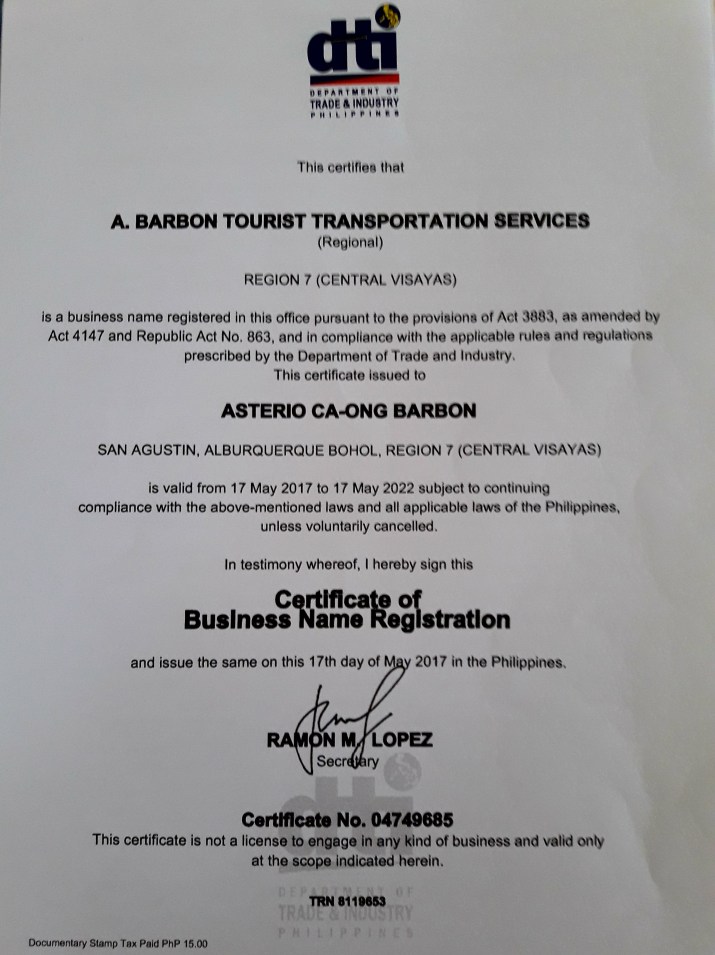 dti
DEPARTMENT OF
TRADE & INDUSTRY
PHILIPPINES
This certifies that
A. BARBON TOURIST TRANSPORTATION SERVICES
(Regional)
REGION 7 (CENTRAL VISAYAS)
is a business name registered in this office pursuant to the provisions of Act 3883, as amended by
Act 4147 and Republic Act No. 863, and in compliance with the applicable rules and regulations
prescribed by the Department of Trade and Industry.
This certificate issued to
ASTERIO CA-ONG BARBON
SAN AGUSTIN, ALBURQUERQUE BOHOL, REGION 7 (CENTRAL VISAYAS)
is valid from 17 May 2017 to 17 May 2022 subject to continuing
compliance with the above-mentioned laws and all applicable laws of the Philippines,
unless voluntarily cancelled.
In testimony whereof, I hereby sign this
Certificate of
Business Name Registration
and issue the same on this 17th day of May 2017 in the Philippines.
RAMON M. LOPEZ
Secretary
dti
Certificate No. 04749685
This certificate is not a license to engage in any kind of business and valid only
at the scope indicated herein.
DEPARTMENT OF
TRN 8119653
TRADE & INDUSTRY
PHILIPPINES
Documentary Stamp Tax Paid PhP 15.00